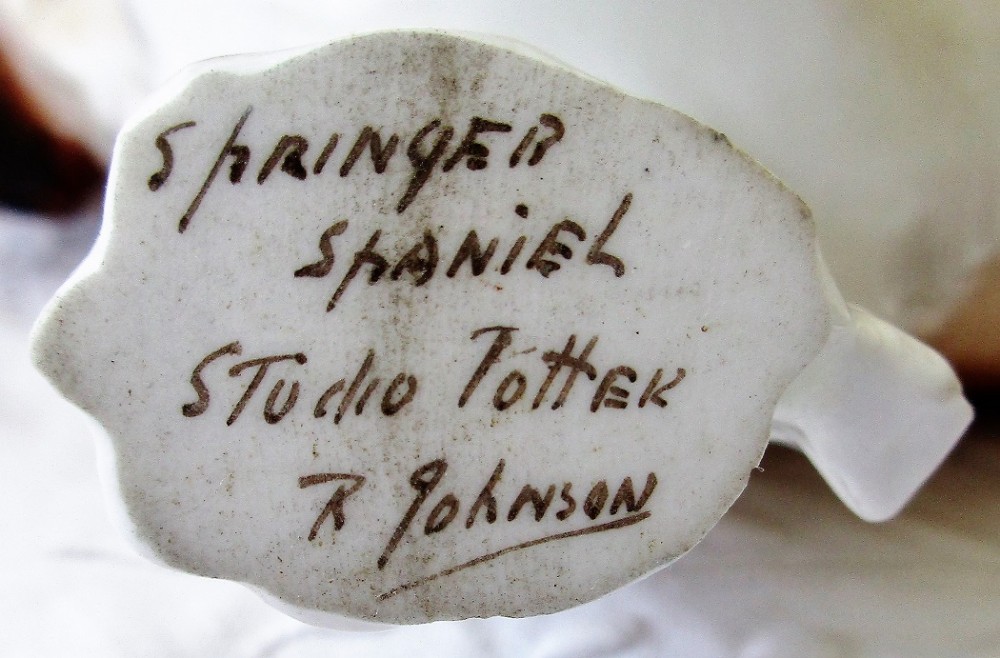 SPRINGER
SPANiEL
STUdio PottER
R Johnson